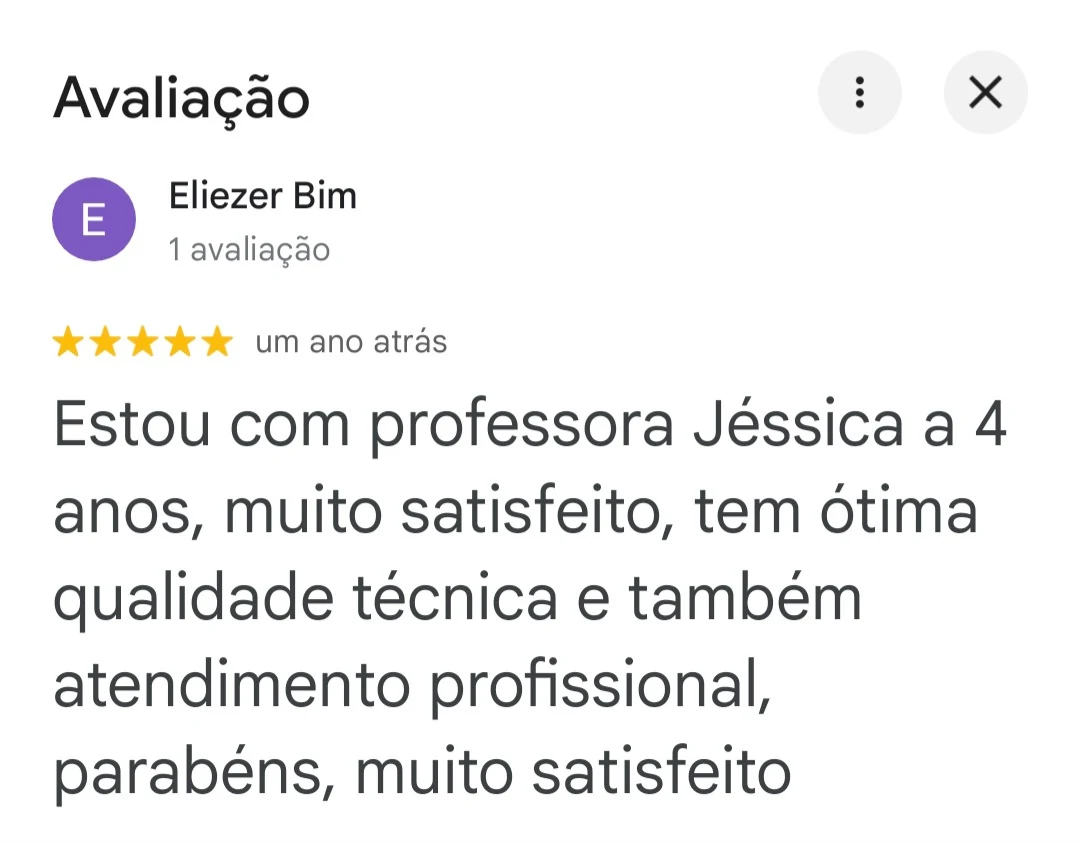 Avaliação
E
Eliezer Bim
1 avaliação
um ano atrás
Estou com professora Jéssica a 4
anos, muito satisfeito, tem ótima
qualidade técnica e também
atendimento profissional,
parabéns, muito satisfeito